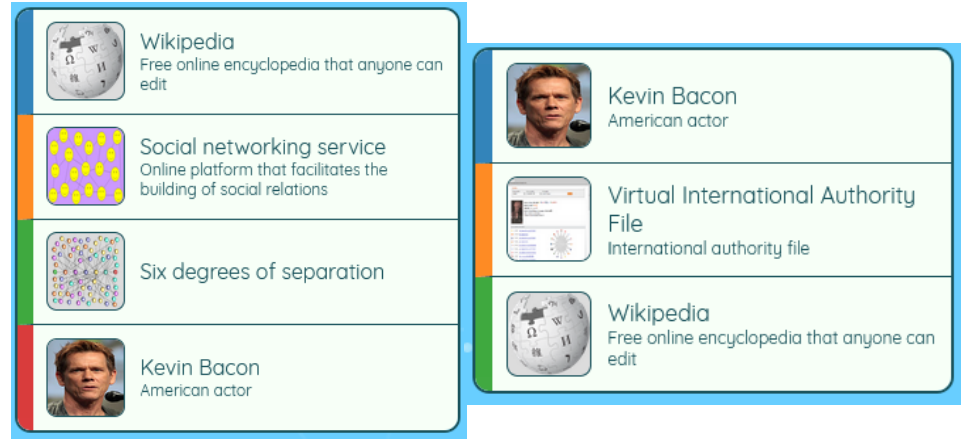 Wikipedia
Free online encyclopedia that anyone can
edit
Social networking service
Online platform that facilitates the
building of social relations
Six degrees of separation
Kevin Bacon
American actor
Kevin Bacon
American actor
Virtual International Authority
File
International authority file
Wikipedia
Free online encyclopedia that anyone can
edit